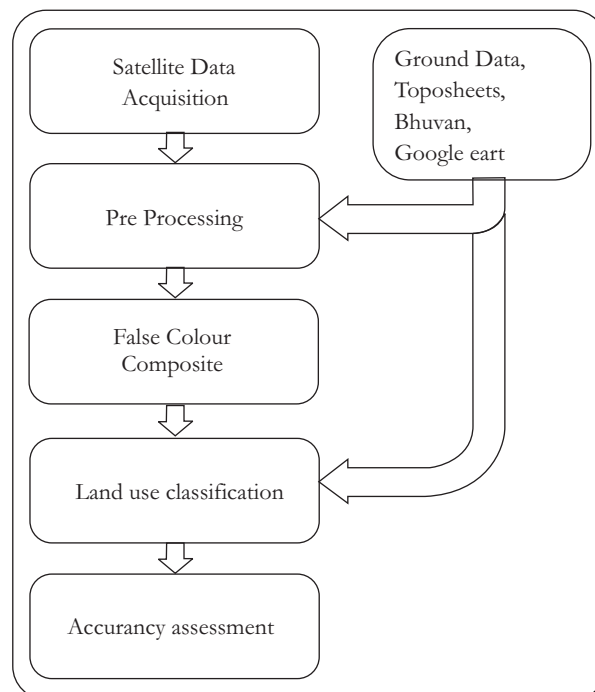 Satellite Data
Acquisition
Ground Data,
Toposheets,
Bhuvan,
Google eart
Pre Processing
False Colour
Composite
Land use classification
Accurancy assessment